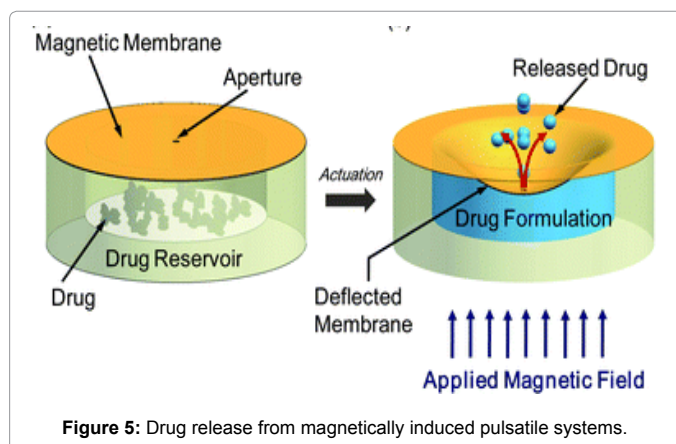 Magnetic Membrane
Aperture
Drug Reservoir
Drug
Actuation
Released Drug
Drug Formulation
Deflected
Membrane
Applied Magnetic Field
Figure 5: Drug release from magnetically induced pulsatile systems.